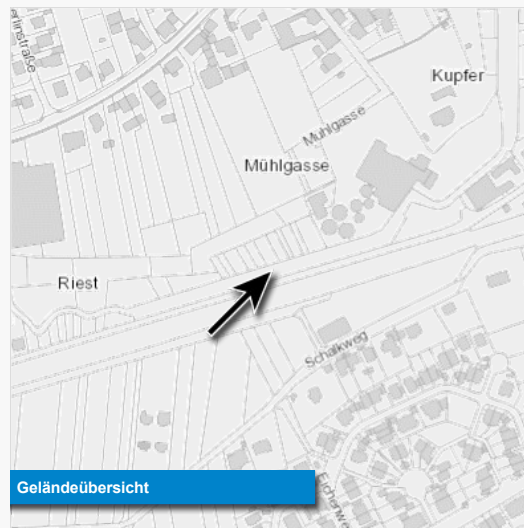 Kupfer
Mühlgasse
Mühlgasse
Riest
Schalkweg
Geländeübersicht